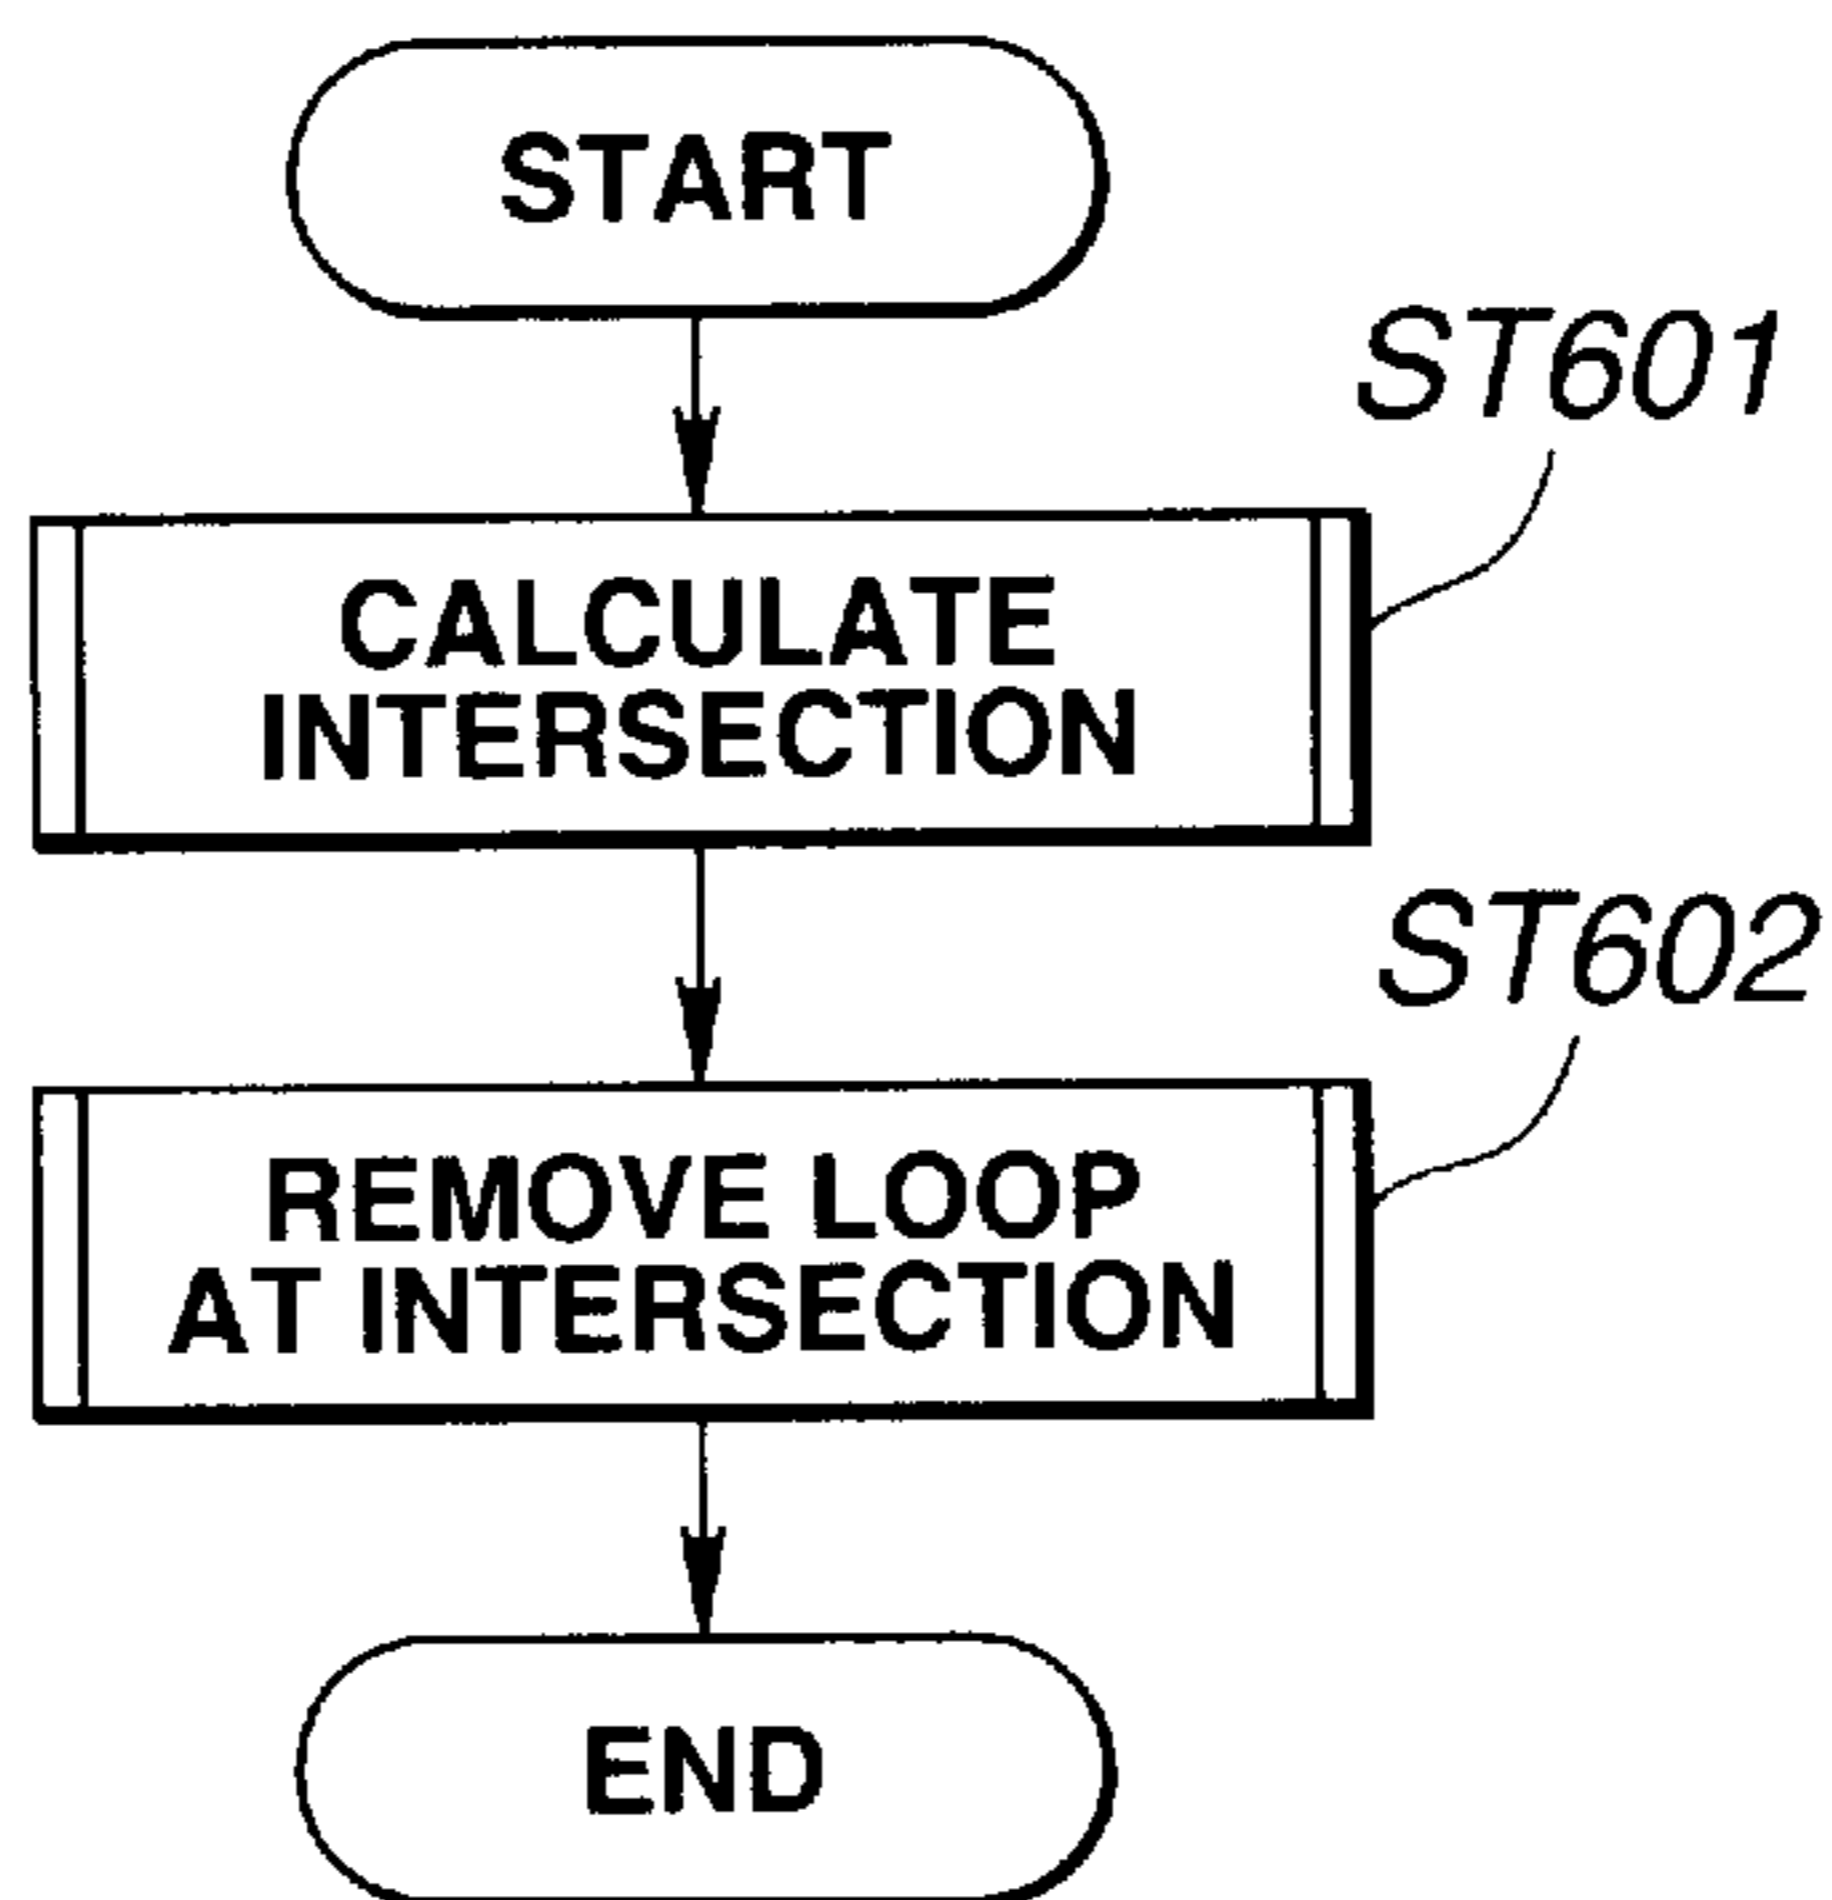 START
ST601
CALCULATE
INTERSECTION
ST602
REMOVE LOOP
AT INTERSECTION
END